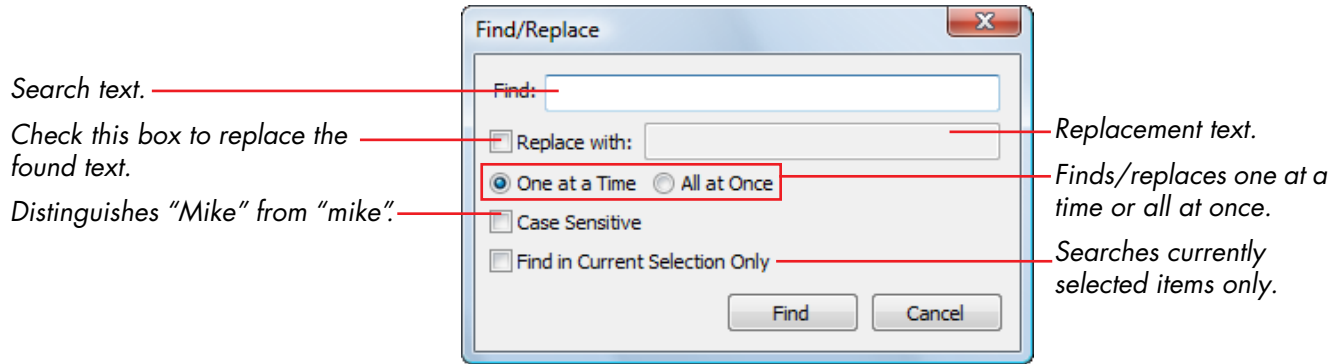 Find/Replace
Search text.
Find:
Check this box to replace the
found text.
Replace with:
Replacement text.
One at a Time
All at Once
Finds/replaces one at a
time or all at once.
Distinguishes “Mike” from “mike”.
Case Sensitive
Find in Current Selection Only
Searches currently
selected items only.
Find
Cancel